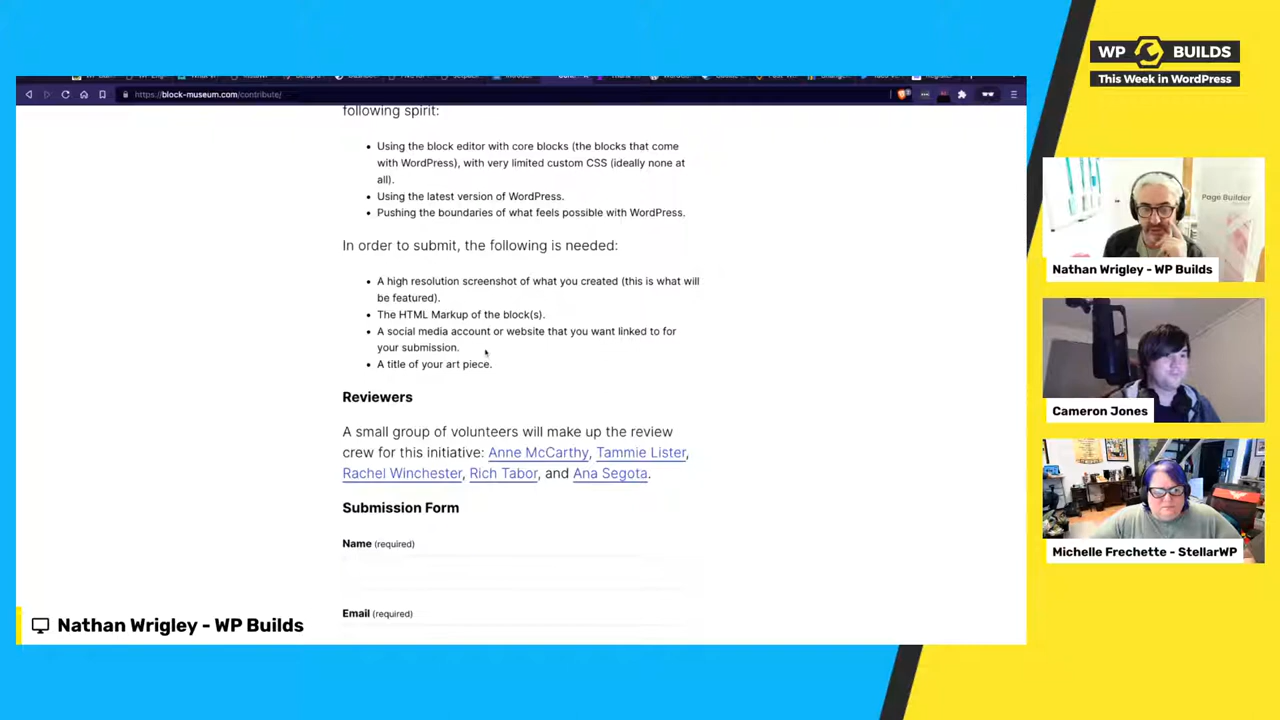 WP BUILDS
This Week in WordPress
https://block-museum.com/contribute/
following spirit:
• Using the block editor with core blocks (the blocks that come
with WordPress), with very limited custom CSS (ideally none at
all).
• Using the latest version of WordPress.
• Pushing the boundaries of what feels possible with WordPress.
In order to submit, the following is needed:
• A high resolution screenshot of what you created (this is what will
be featured).
• The HTML Markup of the block(s).
• A social media account or website that you want linked to for
your submission.
• A title of your art piece.
Reviewers
A small group of volunteers will make up the review
crew for this initiative: Anne McCarthy, Tammie Lister,
Rachel Winchester, Rich Tabor, and Ana Segota.
Submission Form
Name (required)
Email (required)
Nathan Wrigley - WP Builds
Page Builder
Nathan Wrigley - WP Builds
Cameron Jones
Michelle Frechette - StellarWP